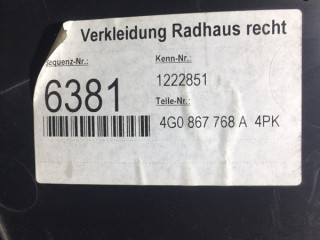 Verkleidung Radhaus recht
Sequenz-Nr.:
Kenn-Nr.:
6381
1222851
Teile-Nr.:
4G0 867 768 A 4PK